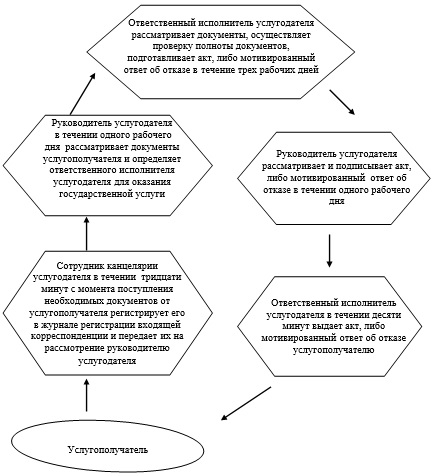 Ответственный исполнитель услугодателя
рассматривает документы, осуществляет
проверку полноты документов,
подготавливает акт, либо мотивированный
ответ об отказе в течение трех рабочих дней
Руководитель услугодателя
в течении одного рабочего
дня рассматривает документы
услугополучателя и определяет
ответственного исполнителя
услугодателя для оказания
государственной услуги
Руководитель услугодателя
рассматривает и подписывает акт,
либо мотивированный ответ об
отказе в течении одного рабочего
дня
Сотрудник канцелярии
услугодателя в течении тридцати
минут с момента поступления
необходимых документов от
услугополучателя регистрирует его
в журнале регистрации входящей
корреспонденции и передает их на
рассмотрение руководителю
услугодателя
Ответственный исполнитель
услугодателя в течении десяти
минут выдает акт, либо
мотивированный ответ об отказе
услугополучателю
Услугополучатель